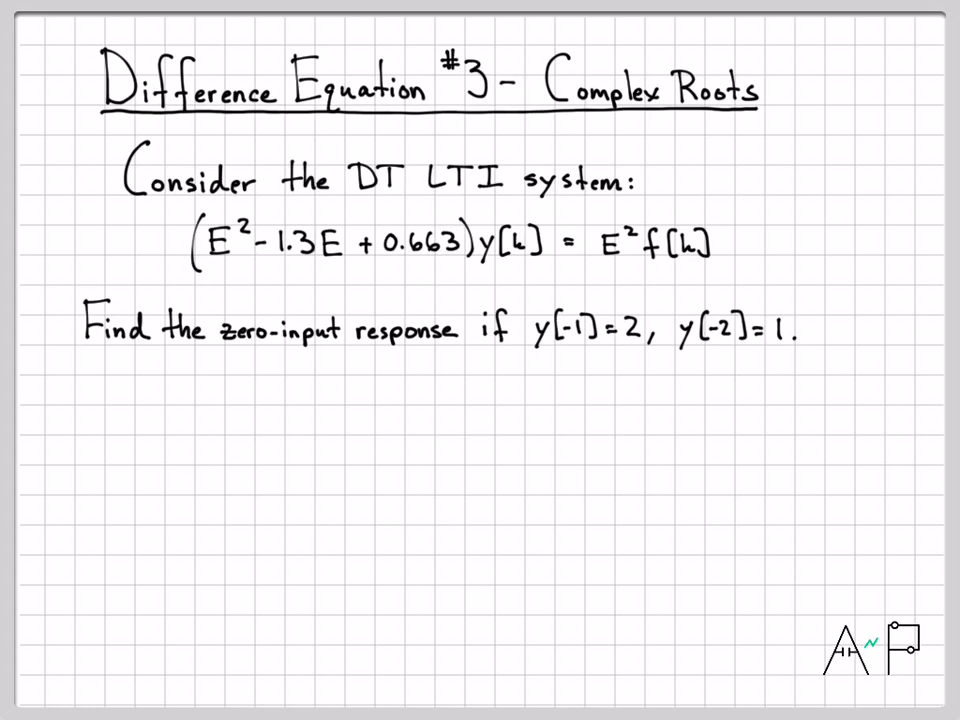 Difference Equation #3 - Complex Roots
Consider the DT LTI system:
(E² - 1.3E + 0.663)y[k] = E² f[k]
Find the zero-input response if y[-1]=2, y[-2]=1.
A P